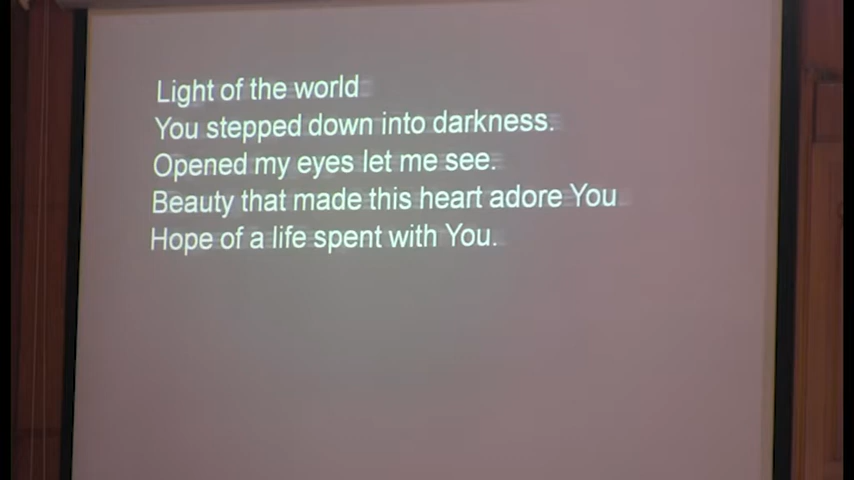 Light of the world
You stepped down into darkness.
Opened my eyes let me see.
Beauty that made this heart adore You
Hope of a life spent with You.